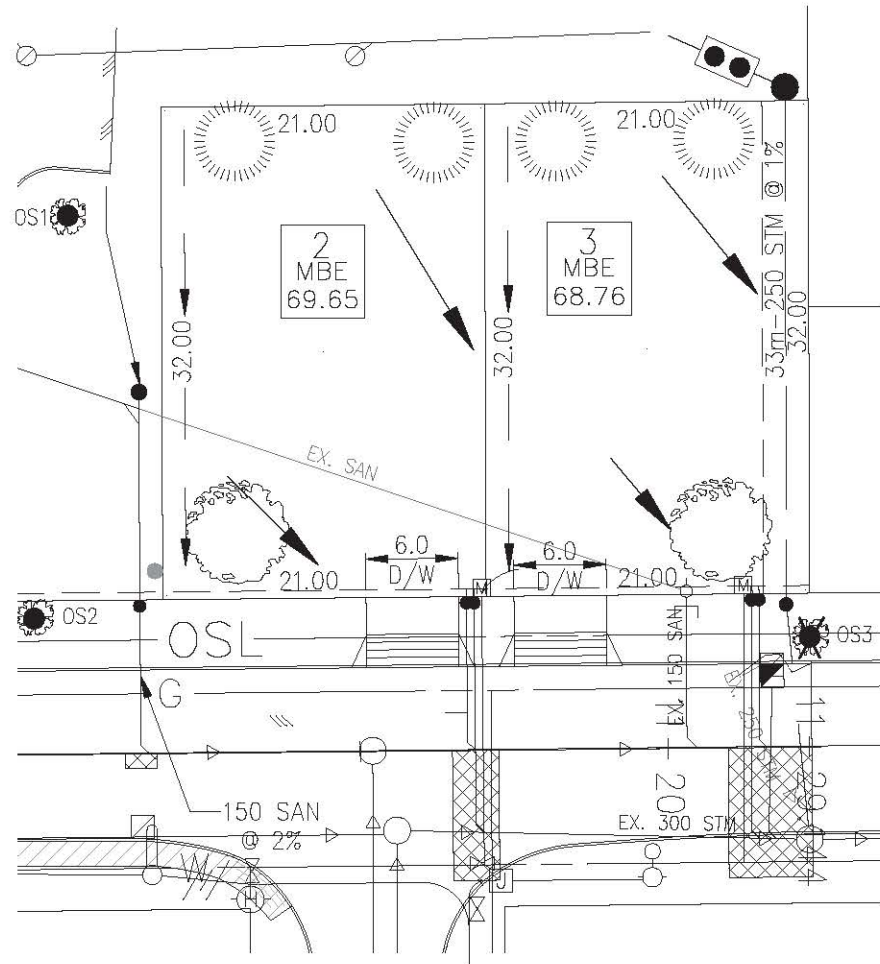 21.00
21.00
33m-250 STM @ 1%
OS1
2
MBE
69.65
3
MBE
68.76
32.00
32.00
32.00
EX. SAN
6.0
D/W
6.0
D/W
21.00
21.00
M
M
OS2
OSL
OS3
G
EX. 150 SAN
20
11
29
150 SAN
@ 2%
EX. 300 STM
W
H
J